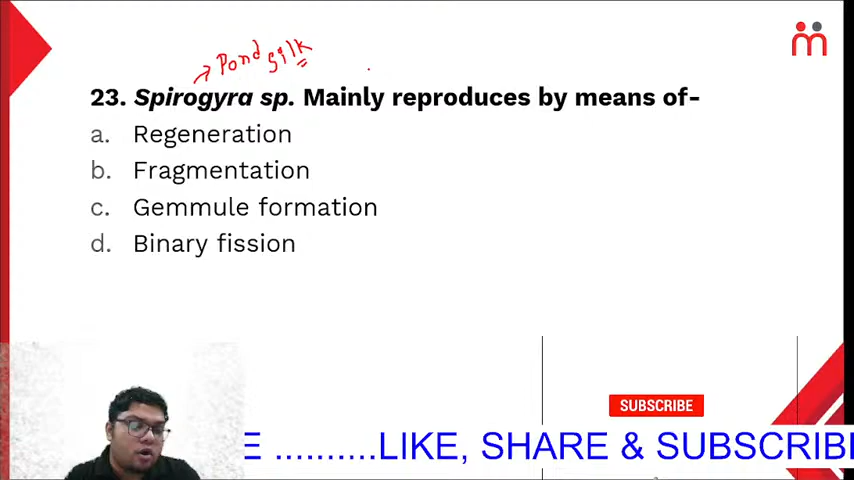 → Pond silk
23. Spirogyra sp. Mainly reproduces by means of-
a. Regeneration
b. Fragmentation
c. Gemmule formation
d. Binary fission
SUBSCRIBE
E ..........LIKE, SHARE & SUBSCRIBE